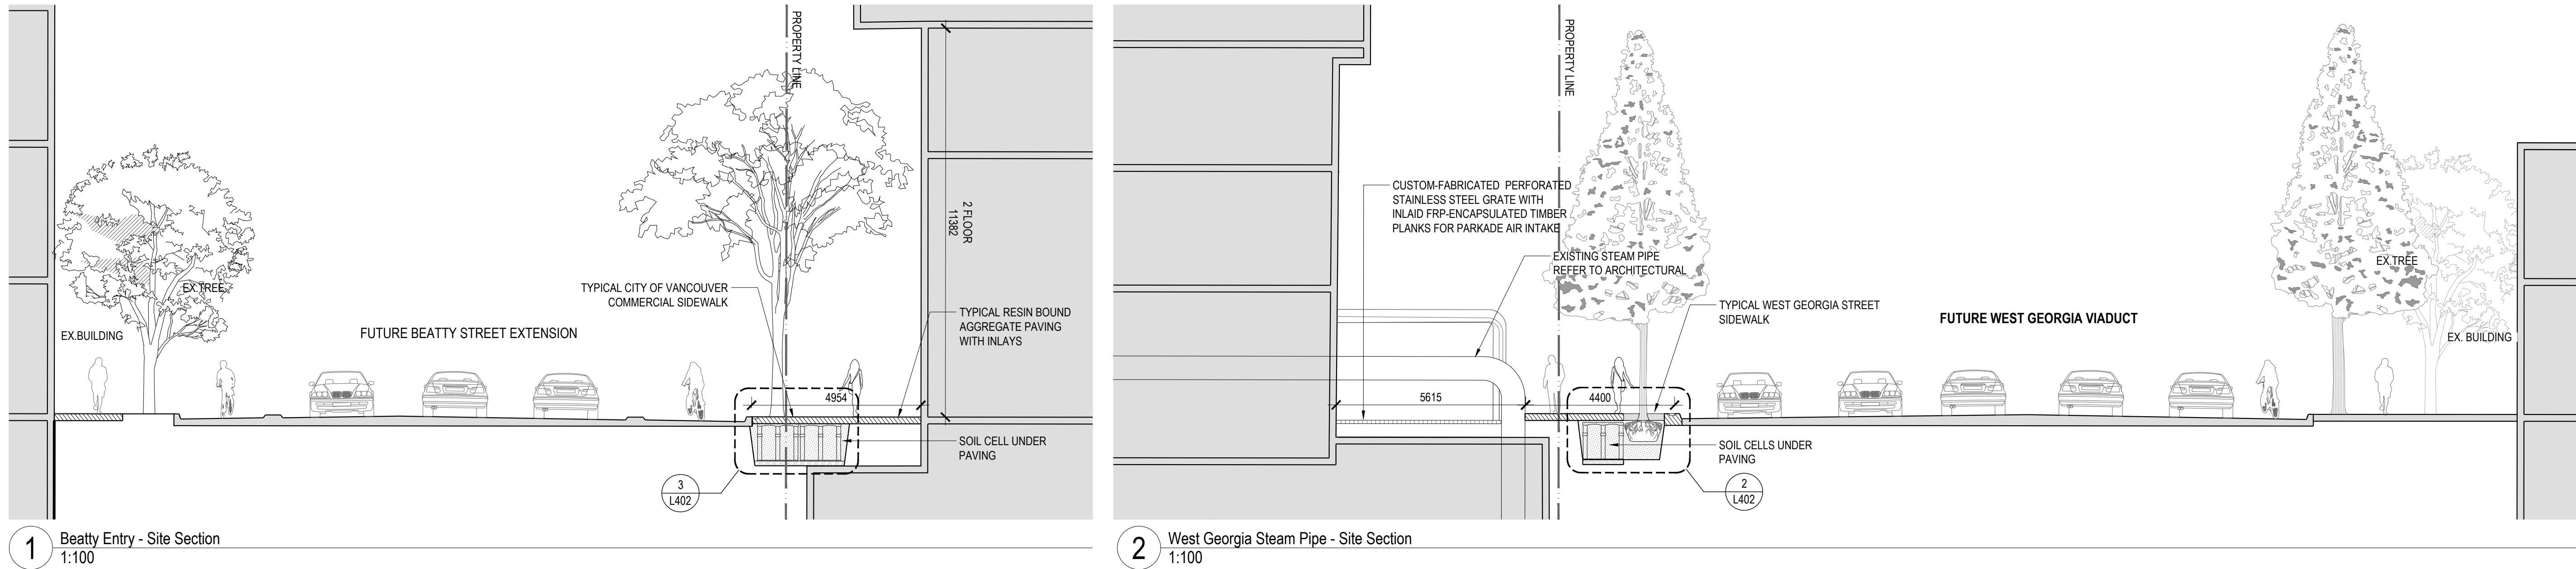 PROPERTY LINE
2 FLOOR
11382
TYPICAL CITY OF VANCOUVER
COMMERCIAL SIDEWALK
EX.TREE
EX.BUILDING
FUTURE BEATTY STREET EXTENSION
TYPICAL RESIN BOUND
AGGREGATE PAVING
WITH INLAYS
4954
SOIL CELL UNDER
PAVING
3
L402
1
Beatty Entry - Site Section
1:100
PROPERTY LINE
CUSTOM-FABRICATED PERFORATED
STAINLESS STEEL GRATE WITH
INLAID FRP-ENCAPSULATED TIMBER
PLANKS FOR PARKADE AIR INTAKE
EXISTING STEAM PIPE
REFER TO ARCHITECTURAL
EX.TREE
TYPICAL WEST GEORGIA STREET
SIDEWALK
FUTURE WEST GEORGIA VIADUCT
EX. BUILDING
5615
4400
SOIL CELLS UNDER
PAVING
2
L402
2
West Georgia Steam Pipe - Site Section
1:100